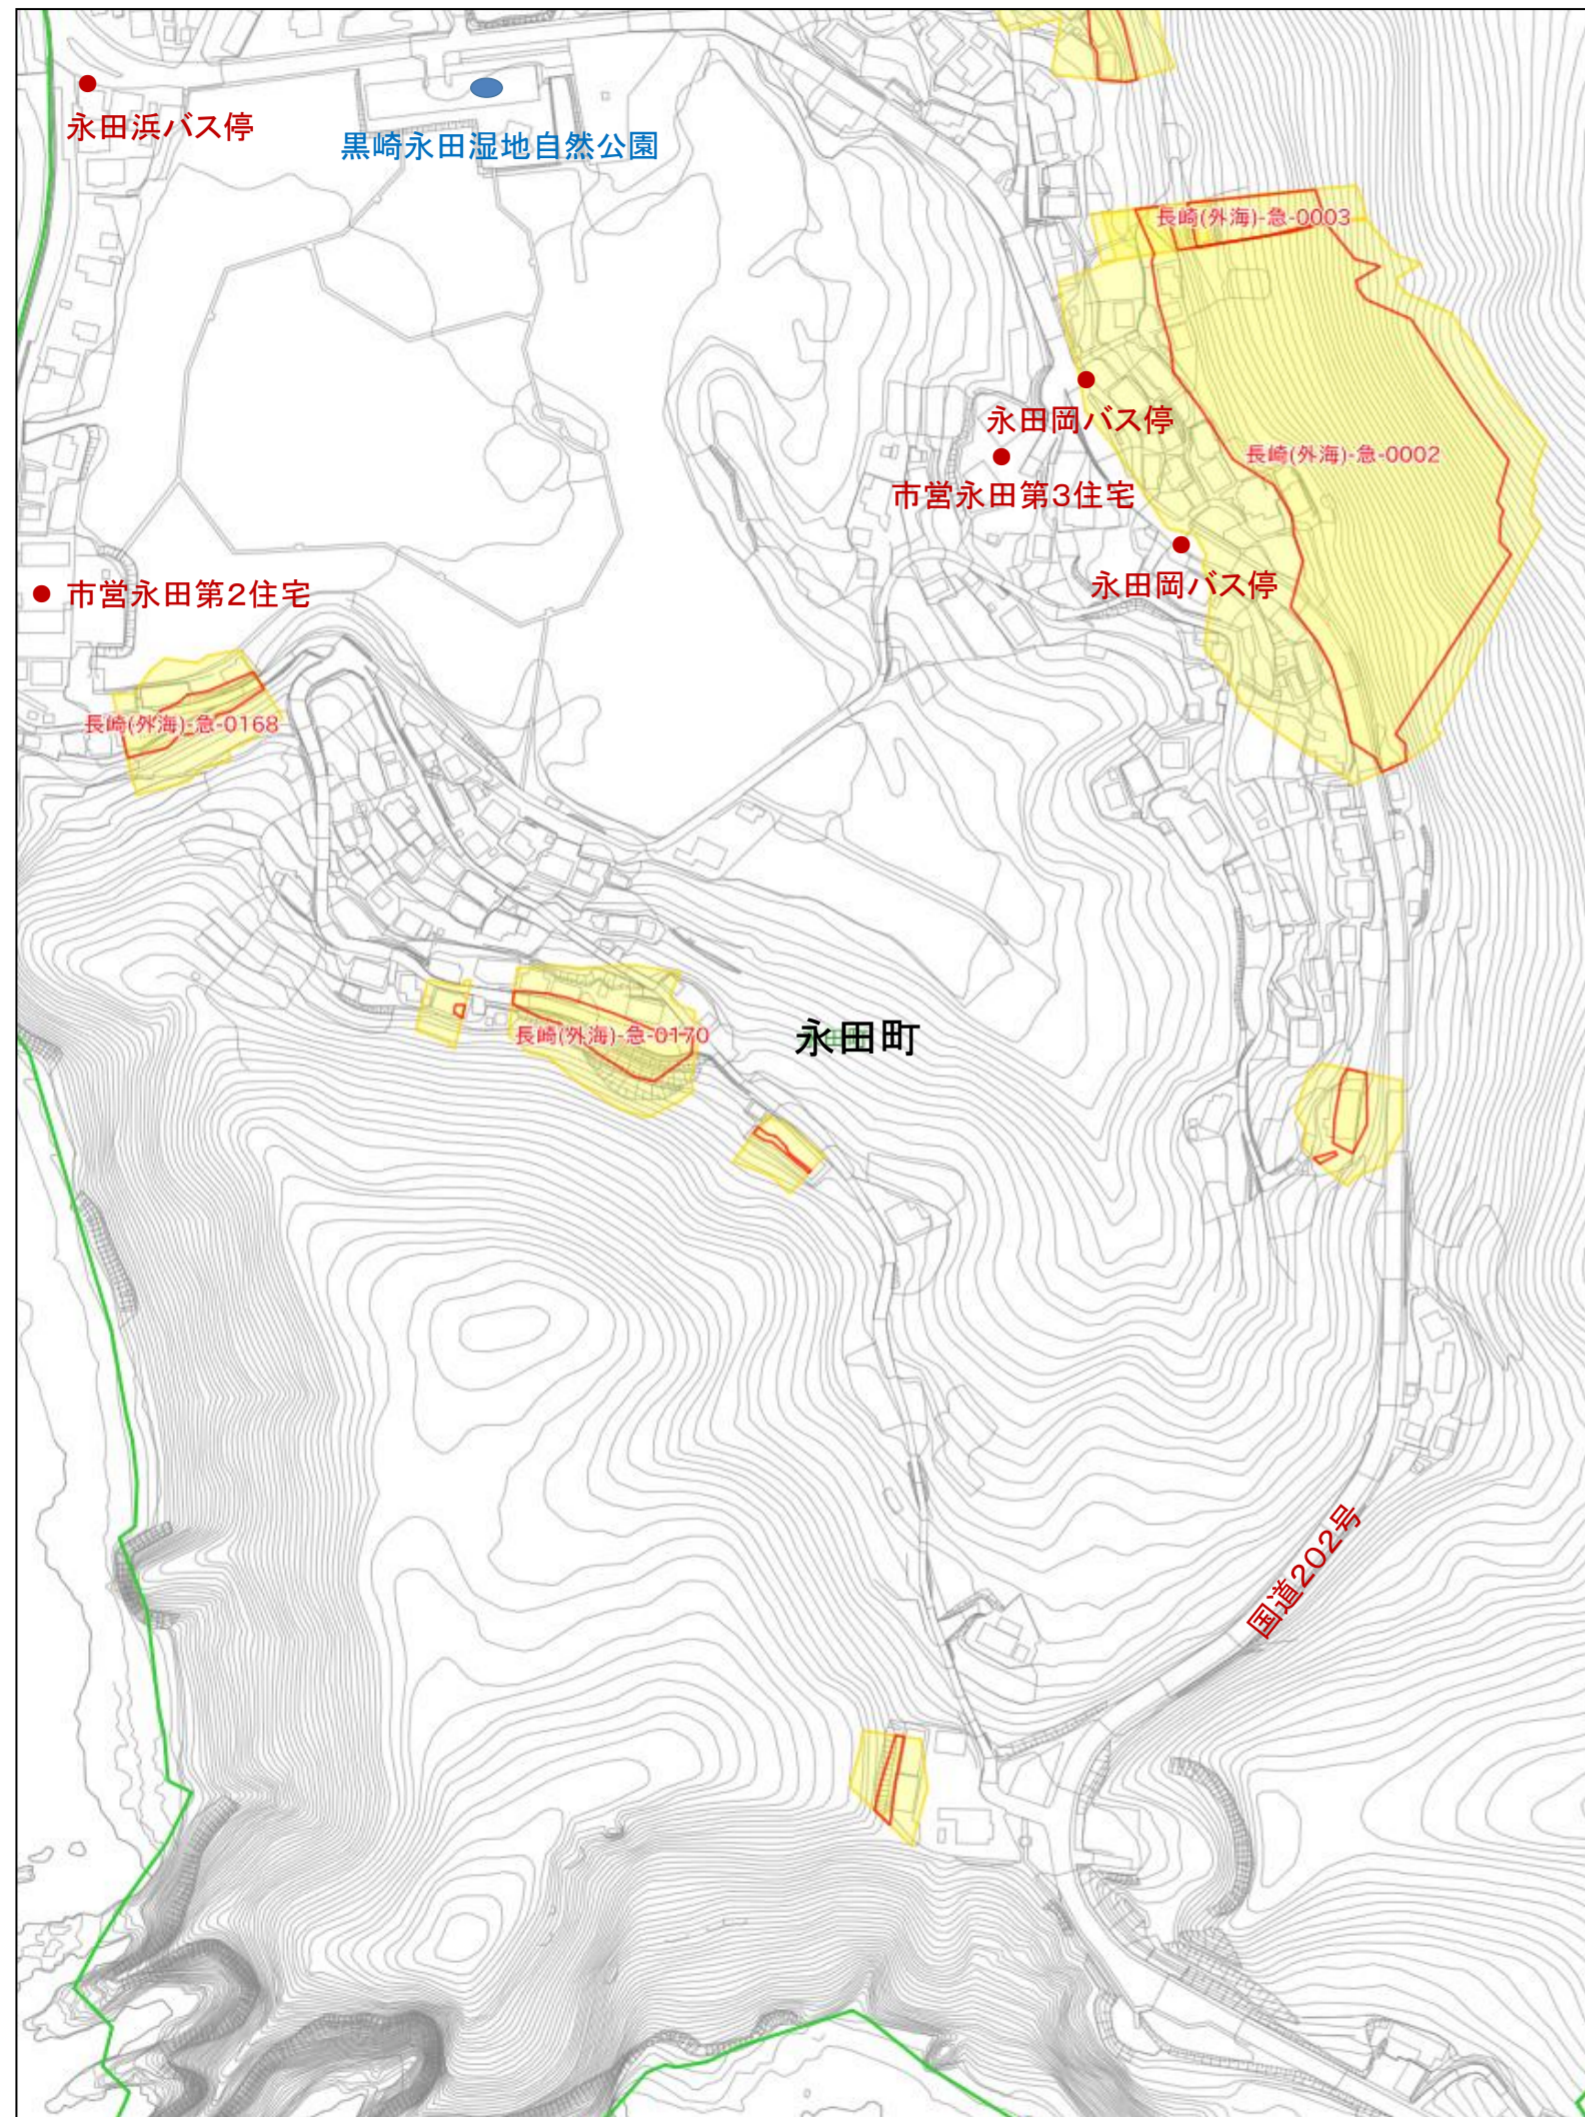 永田浜バス停
黒崎永田湿地自然公園
長崎(外海)-急-0003
永田岡バス停
長崎(外海)-急-0002
市営永田第3住宅
永田岡バス停
市営永田第2住宅
長崎(外海)-急-0168
長崎(外海)-急-0170
永田町
国道202号